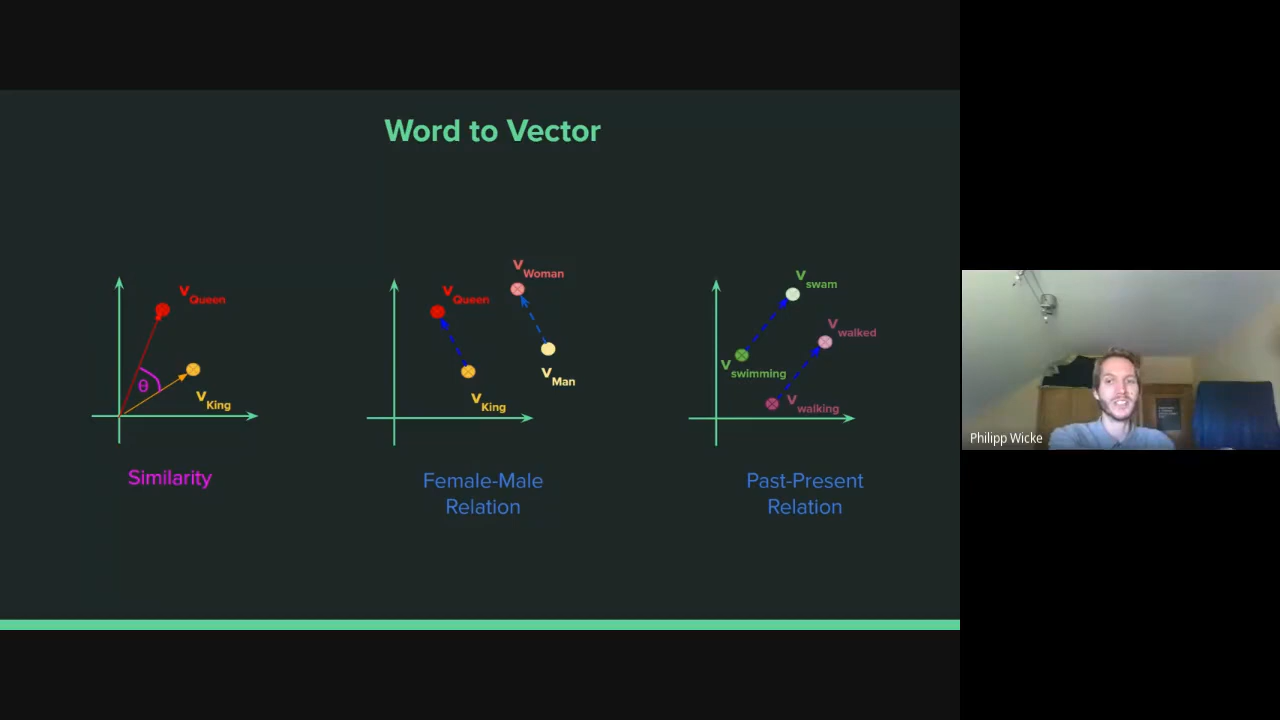 Word to Vector
V Queen
θ
V King
Similarity
V Woman
V Queen
V Man
V King
Female-Male
Relation
V swam
V walked
V swimming
V walking
Past-Present
Relation
Philipp Wicke